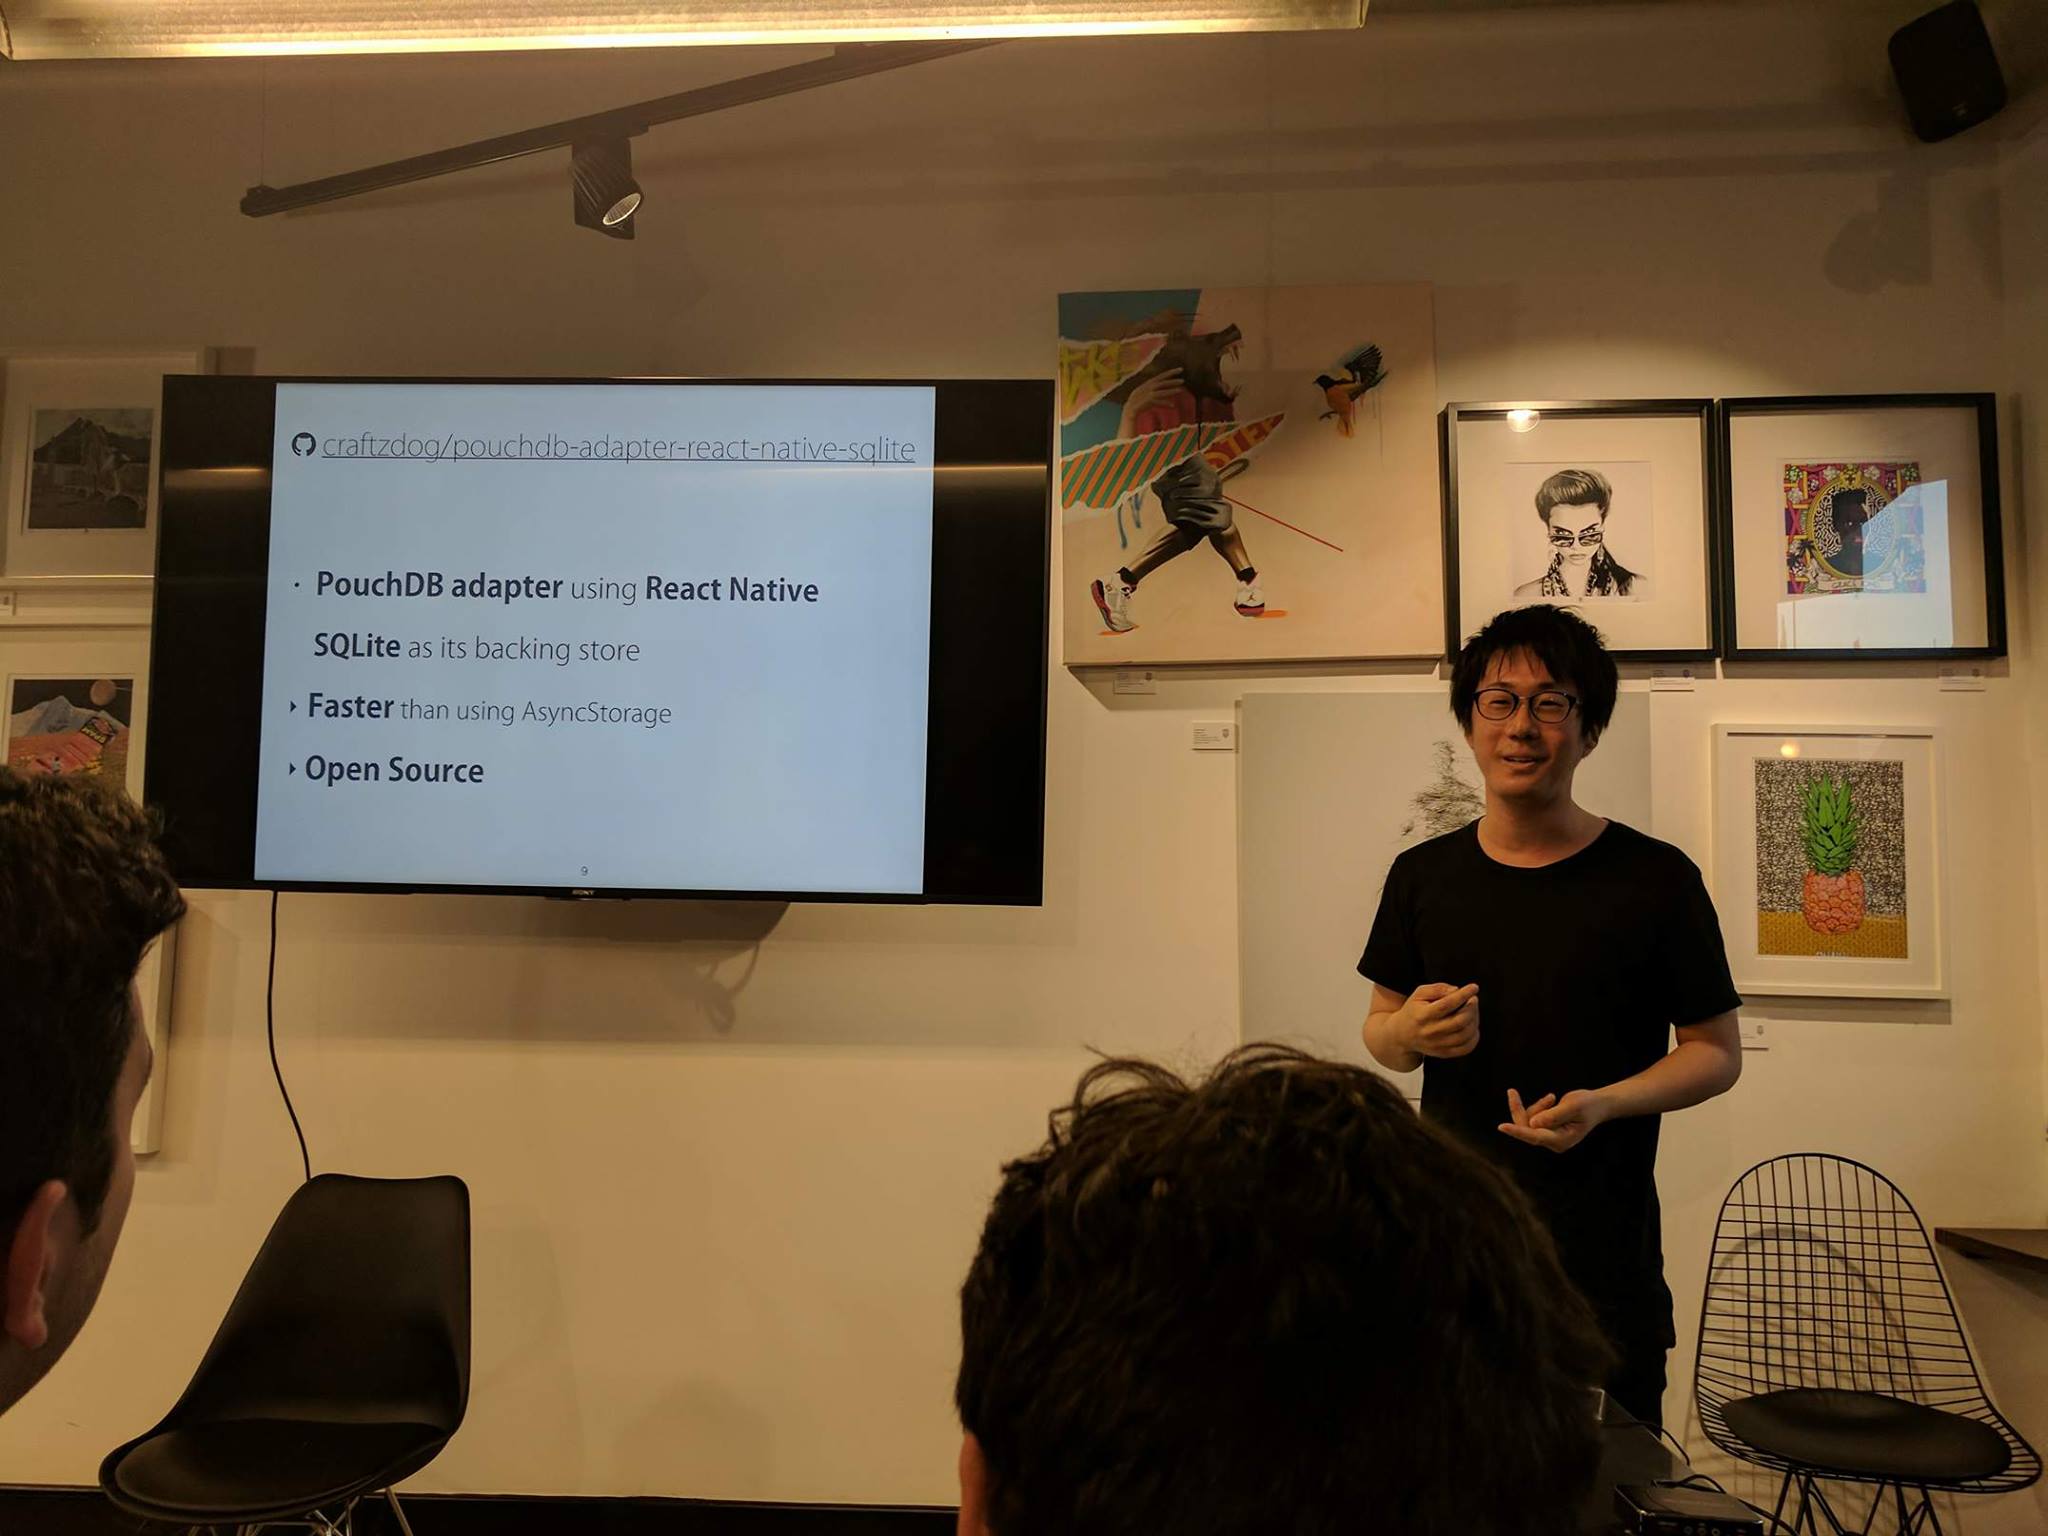 craftzdog/pouchdb-adapter-react-native-sqlite
• PouchDB adapter using React Native
SQLite as its backing store
‣ Faster than using AsyncStorage
‣ Open Source
9
SONY